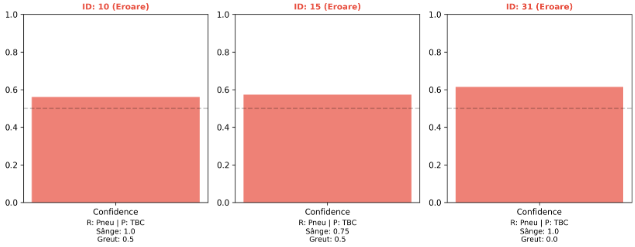 ID: 10 (Eroare)
1.0
0.8
0.6
0.4
0.2
0.0
Confidence
R: Pneu | P: TBC
Sânge: 1.0
Greut: 0.5
ID: 15 (Eroare)
1.0
0.8
0.6
0.4
0.2
0.0
Confidence
R: Pneu | P: TBC
Sânge: 0.75
Greut: 0.5
ID: 31 (Eroare)
1.0
0.8
0.6
0.4
0.2
0.0
Confidence
R: Pneu | P: TBC
Sânge: 1.0
Greut: 0.0